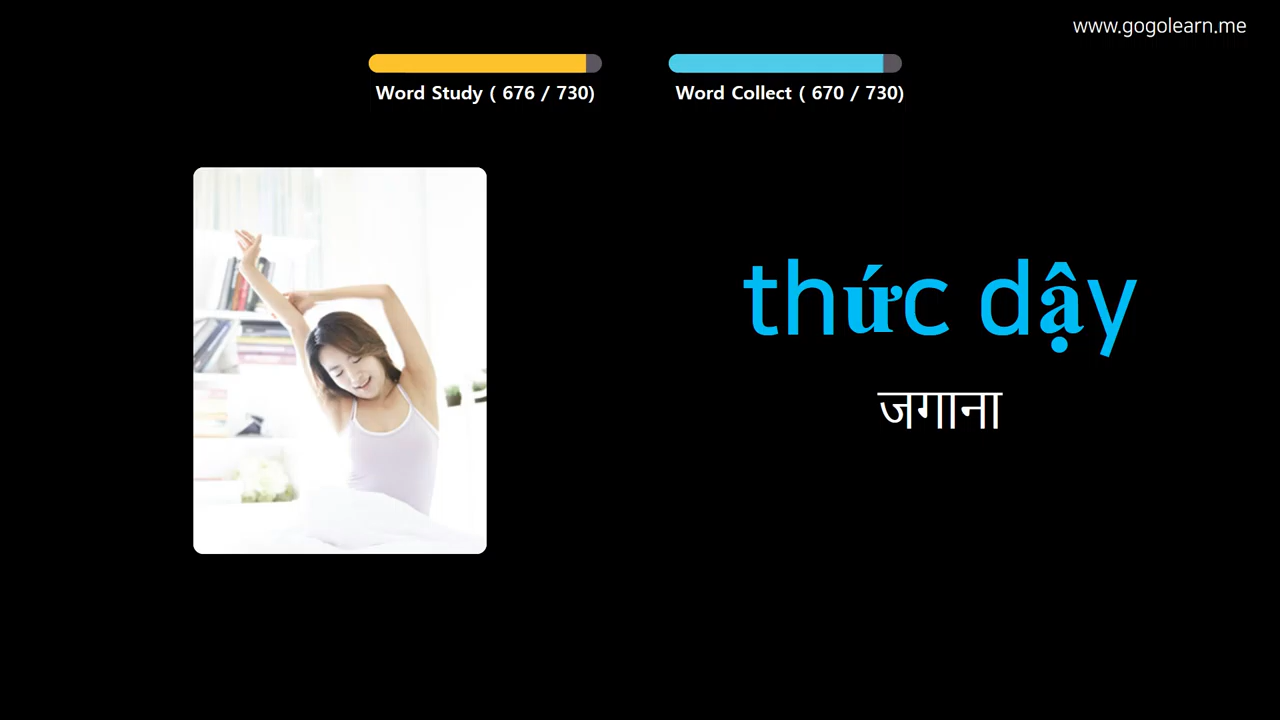 www.gogolearn.me
Word Study ( 676 / 730)
Word Collect ( 670 / 730)
thức dậy
जगाना